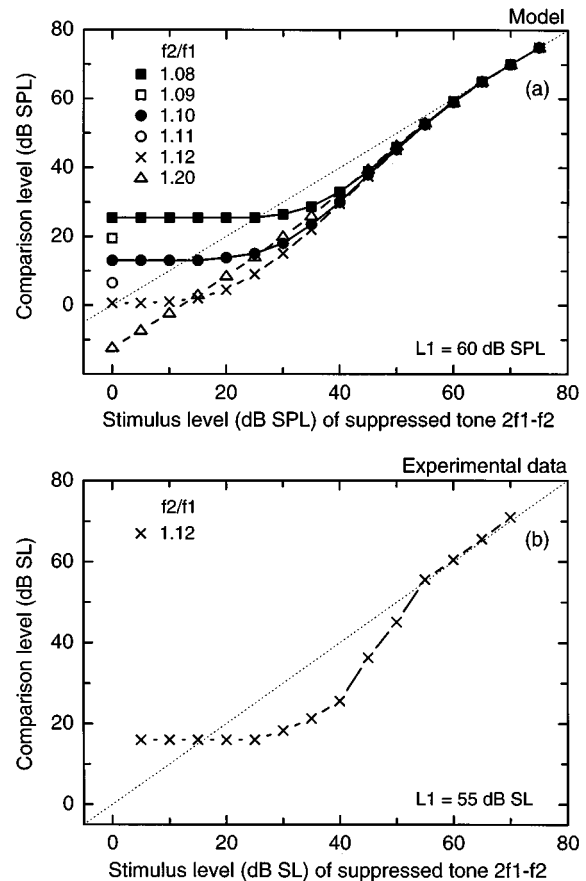 Model
80
60
40
20
0
Comparison level (dB SPL)
f2/f1
1.08
1.09
1.10
1.11
1.12
1.20
(a)
L1 = 60 dB SPL
0 20 40 60 80
Stimulus level (dB SPL) of suppressed tone 2f1-f2
Experimental data
80
60
40
20
0
Comparison level (dB SL)
f2/f1
1.12
(b)
L1 = 55 dB SL
0 20 40 60 80
Stimulus level (dB SL) of suppressed tone 2f1-f2